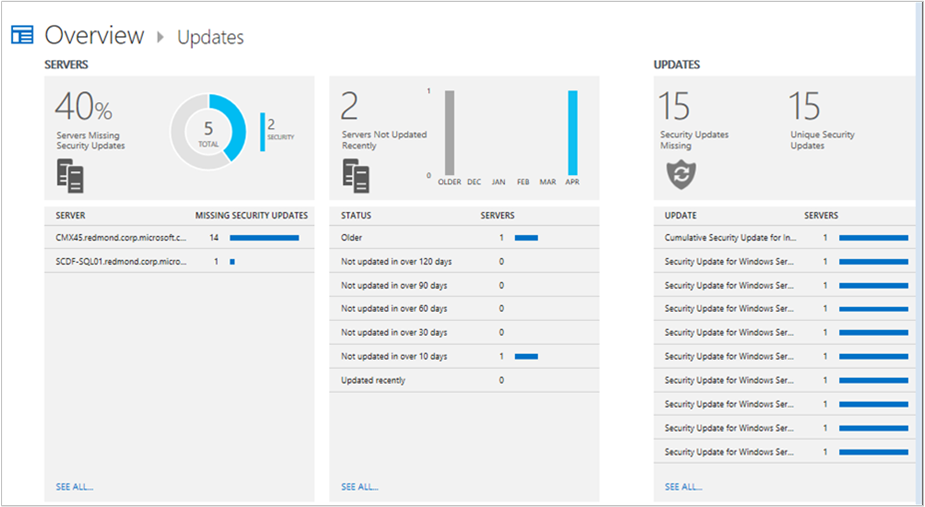 Overview Updates
SERVERS
40%
Servers Missing
Security Updates
5
TOTAL
2
SECURITY
SERVER MISSING SECURITY UPDATES
CMX45.redmond.corp.microsoft.c... 14
SCDF-SQL01.redmond.corp.micro... 1
SEE ALL...
2
Servers Not Updated
Recently
1
0
OLDER DEC JAN FEB MAR APR
STATUS SERVERS
Older 1
Not updated in over 120 days 0
Not updated in over 90 days 0
Not updated in over 60 days 0
Not updated in over 30 days 0
Not updated in over 10 days 1
Updated recently 0
SEE ALL...
UPDATES
15
Security Updates
Missing
15
Unique Security
Updates
UPDATE SERVERS
Cumulative Security Update for In... 1
Security Update for Windows Ser... 1
Security Update for Windows Ser... 1
Security Update for Windows Ser... 1
Security Update for Windows Ser... 1
Security Update for Windows Ser... 1
Security Update for Windows Ser... 1
Security Update for Windows Ser... 1
Security Update for Windows Ser... 1
Security Update for Windows Ser... 1
SEE ALL...